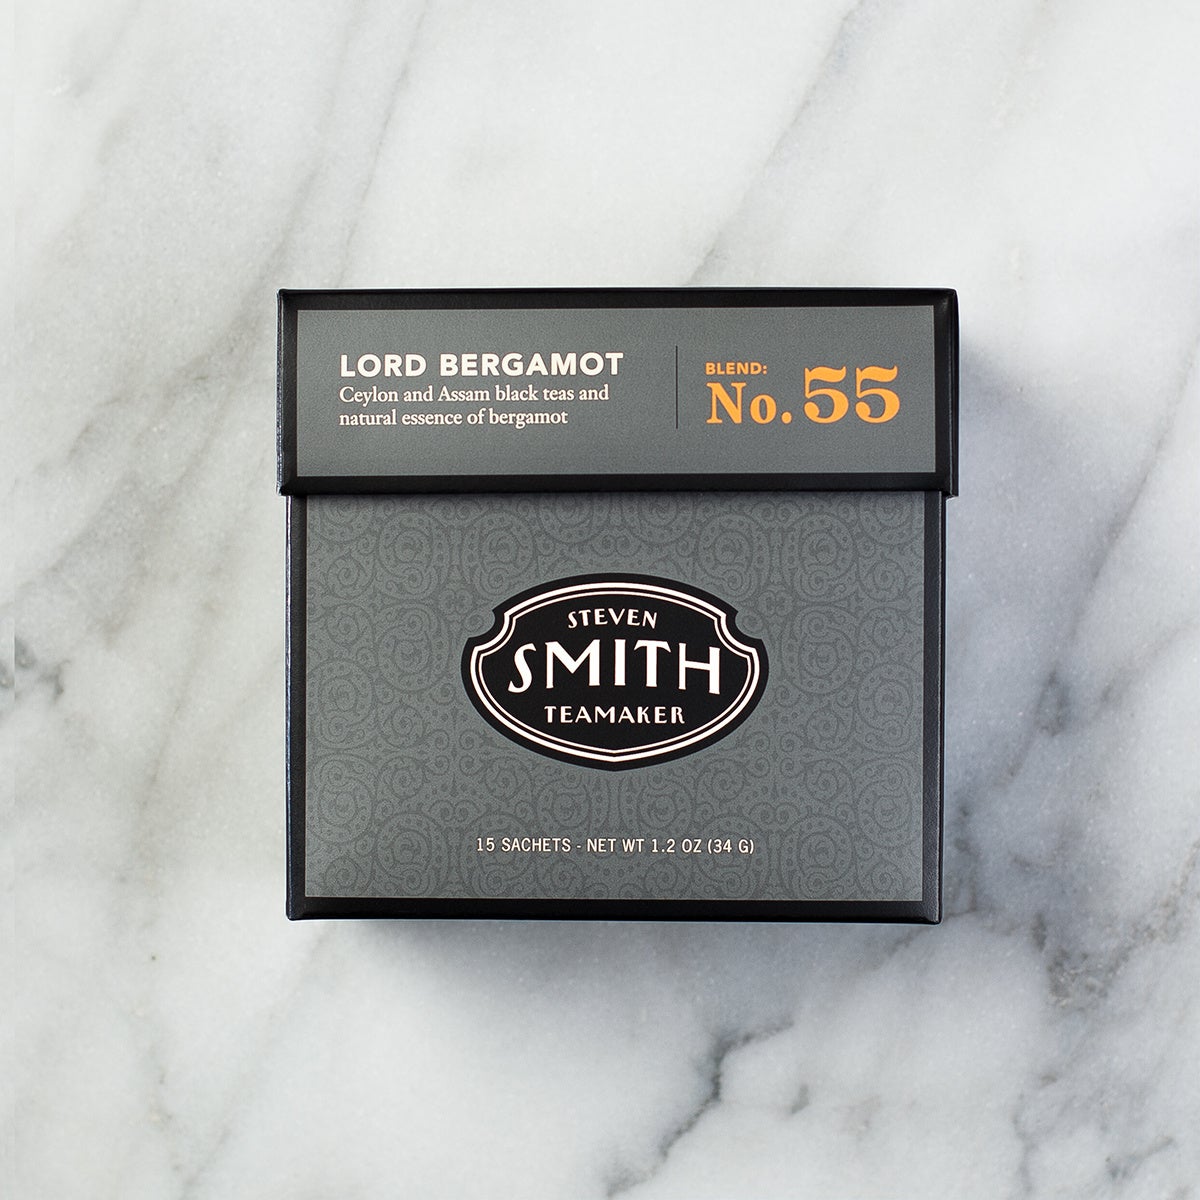 LORD BERGAMOT
Ceylon and Assam black teas and
natural essence of bergamot
BLEND:
No. 55
STEVEN
SMITH
TEAMAKER
15 SACHETS - NET WT 1.2 OZ (34 G)